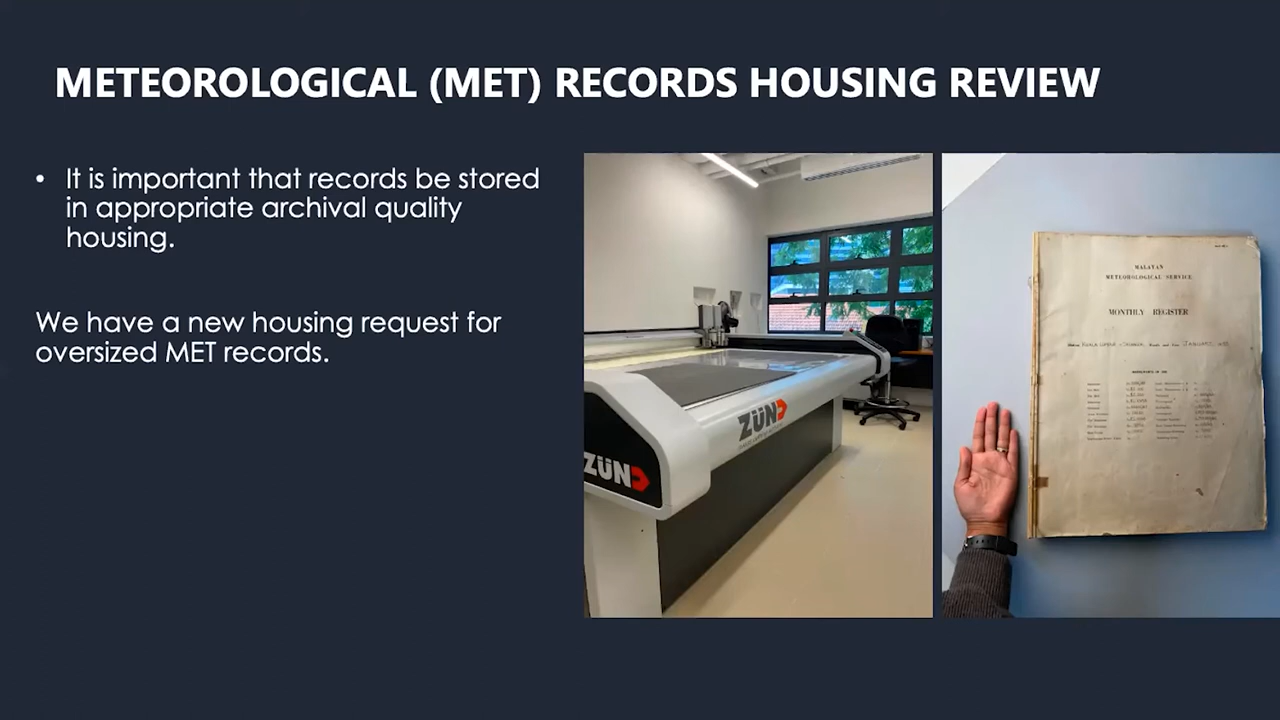 METEOROLOGICAL (MET) RECORDS HOUSING REVIEW
• It is important that records be stored
in appropriate archival quality
housing.
We have a new housing request for
oversized MET records.
ZÜND
ZÜND
MALAYAN
METEOROLOGICAL SERVICE
MONTHLY REGISTER